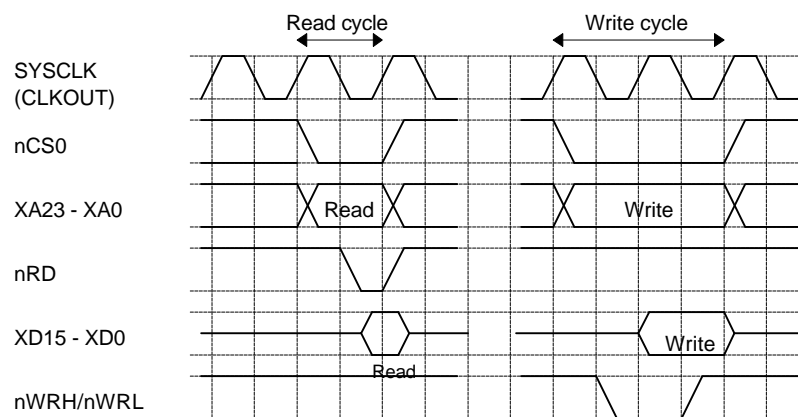 Read cycle
Write cycle
SYSCLK
(CLKOUT)
nCS0
XA23 - XA0
Read
Write
nRD
XD15 - XD0
Write
Read
nWRH/nWRL